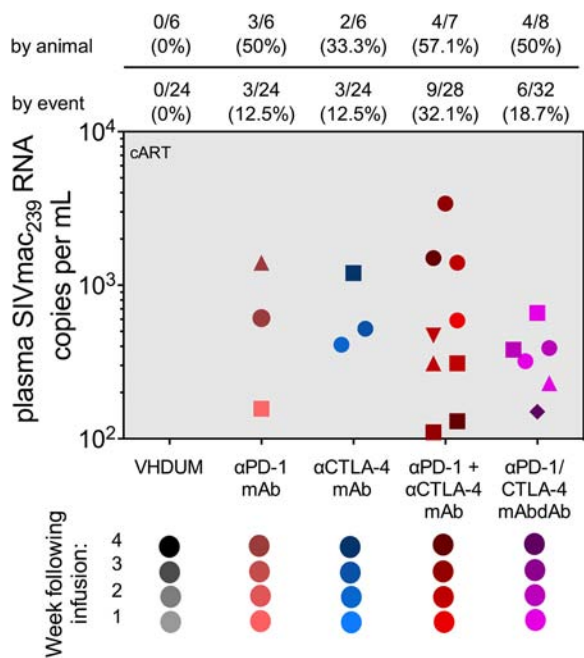 0/6 3/6 2/6 4/7 4/8
by animal (0%) (50%) (33.3%) (57.1%) (50%)
0/24 3/24 3/24 9/28 6/32
by event (0%) (12.5%) (12.5%) (32.1%) (18.7%)
10⁴
cART
10³
10²
plasma SIVmac₂₃₉ RNA
copies per mL
VHDUM αPD-1 αCTLA-4 αPD-1 + αPD-1/
mAb mAb αCTLA-4 CTLA-4
mAb mAbdAb
Week following
infusion:
4
3
2
1